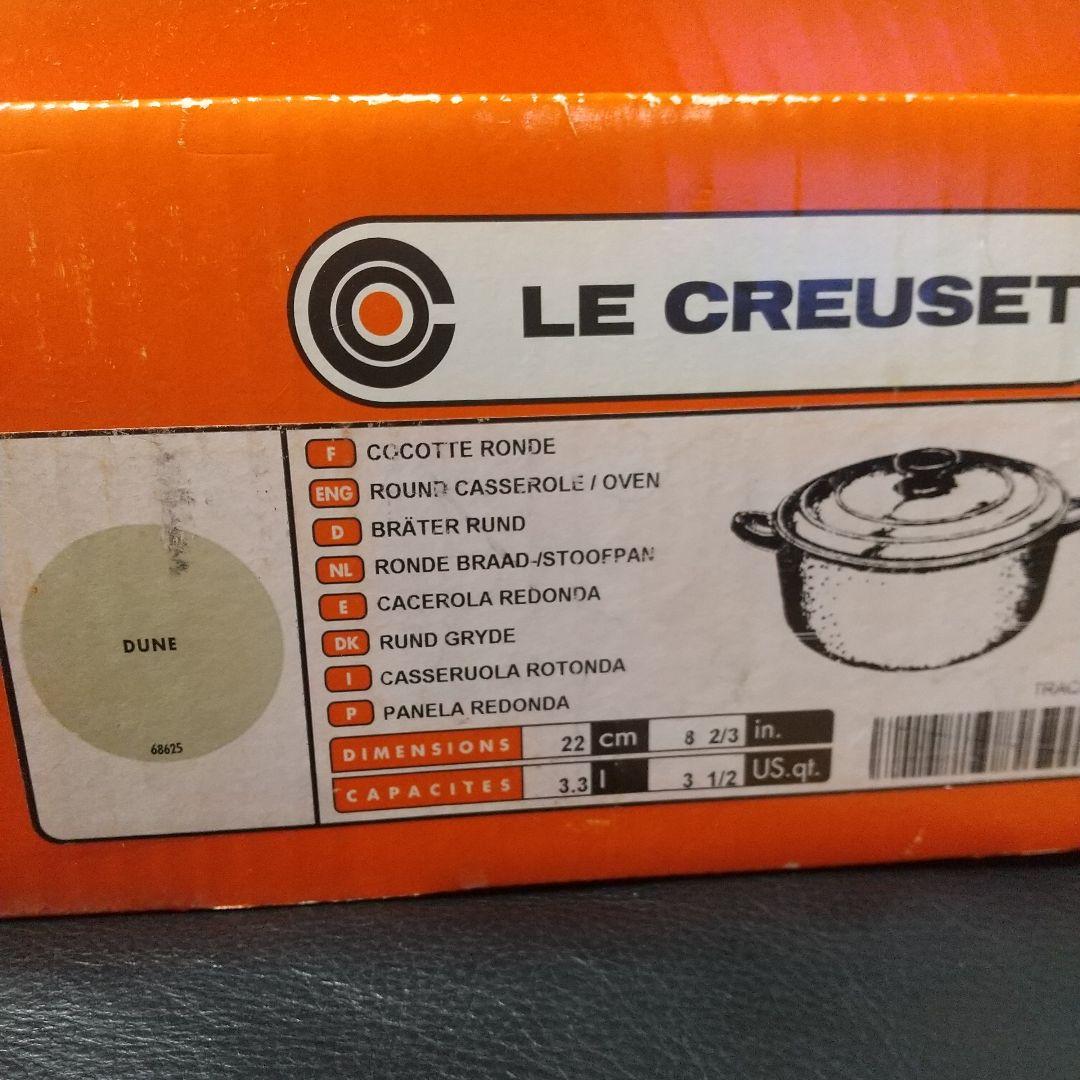 LE CREUSET
F COCOTTE RONDE
ENG ROUND CASSEROLE / OVEN
D BRÄTER RUND
NL RONDE BRAAD-/STOOFPAN
E CACEROLA REDONDA
DK RUND GRYDE
I CASSERUOLA ROTONDA
P PANELA REDONDA
DUNE
68625
DIMENSIONS 22 cm 8 2/3 in.
CAPACITES 3.3 l 3 1/2 US.qt.